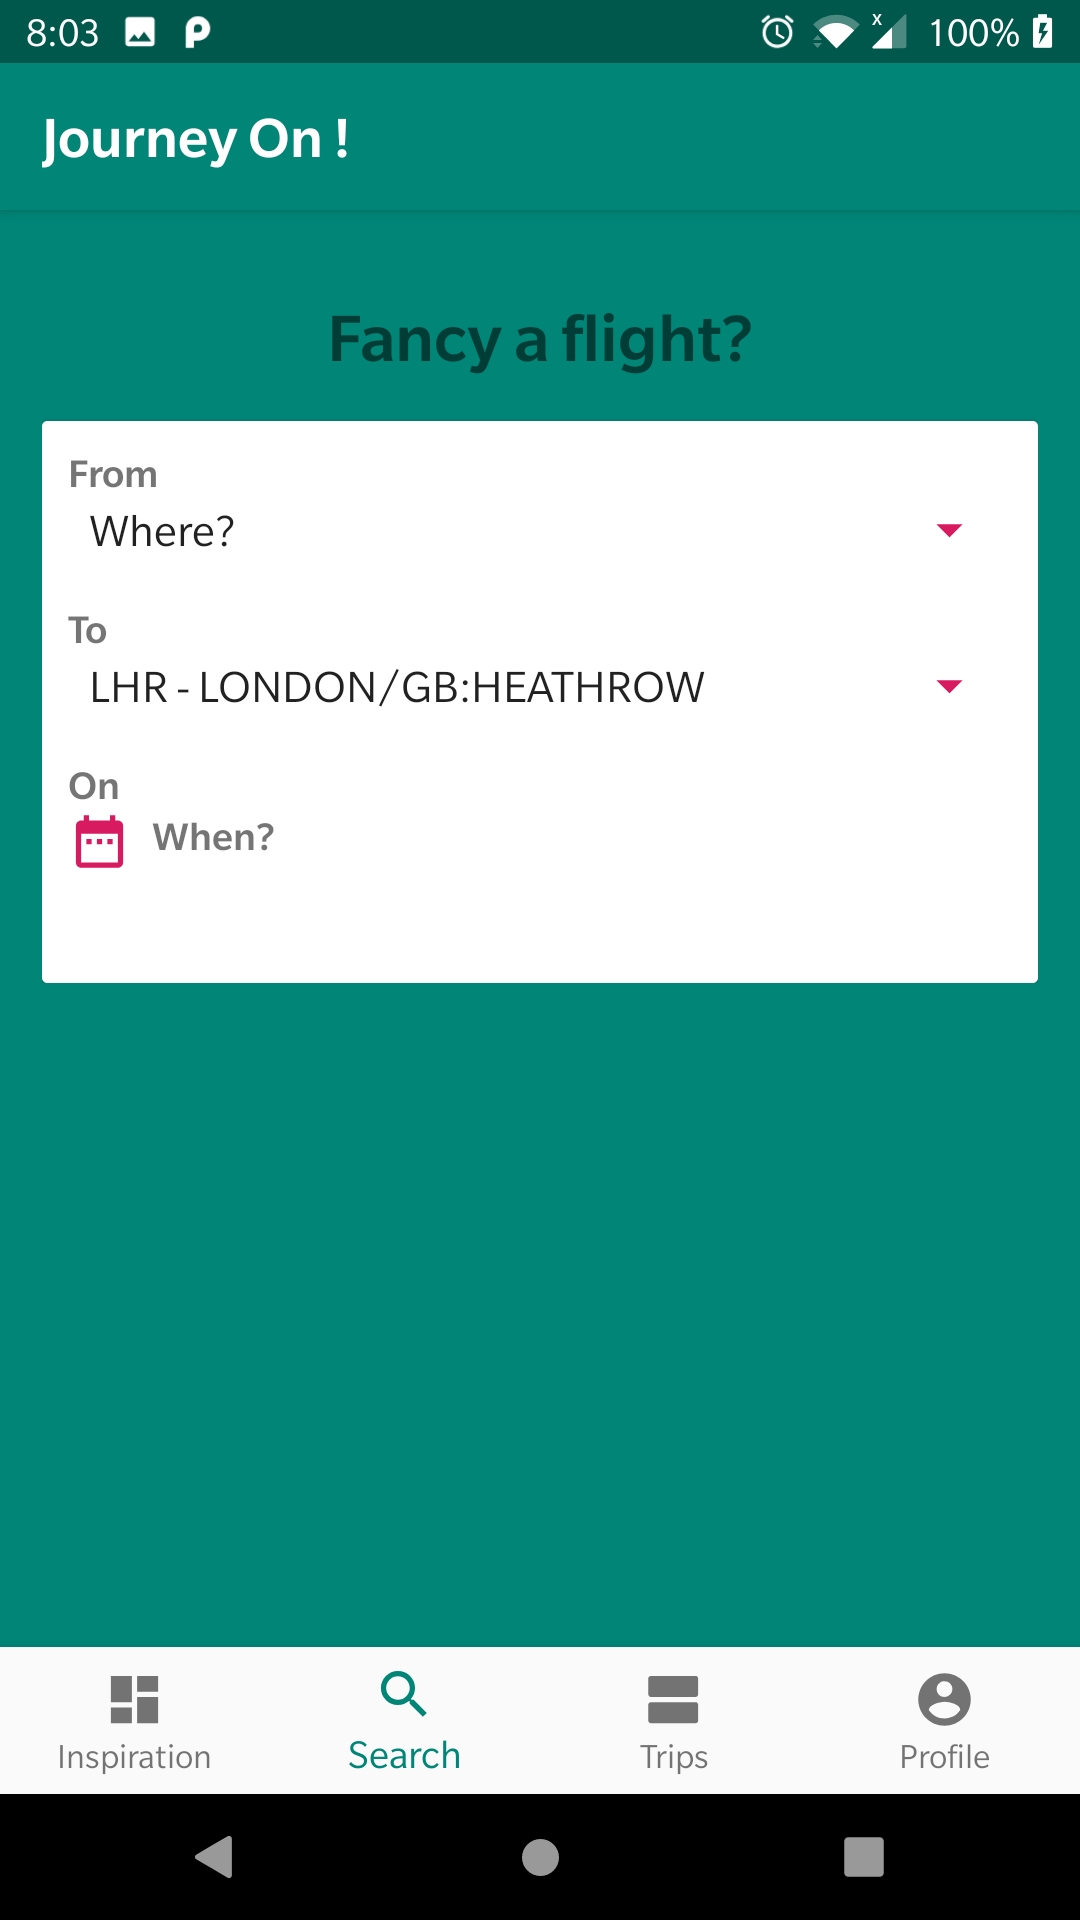 8:03 100%
Journey On !
Fancy a flight?
From
Where?
To
LHR - LONDON/GB:HEATHROW
On
When?
Inspiration Search Trips Profile